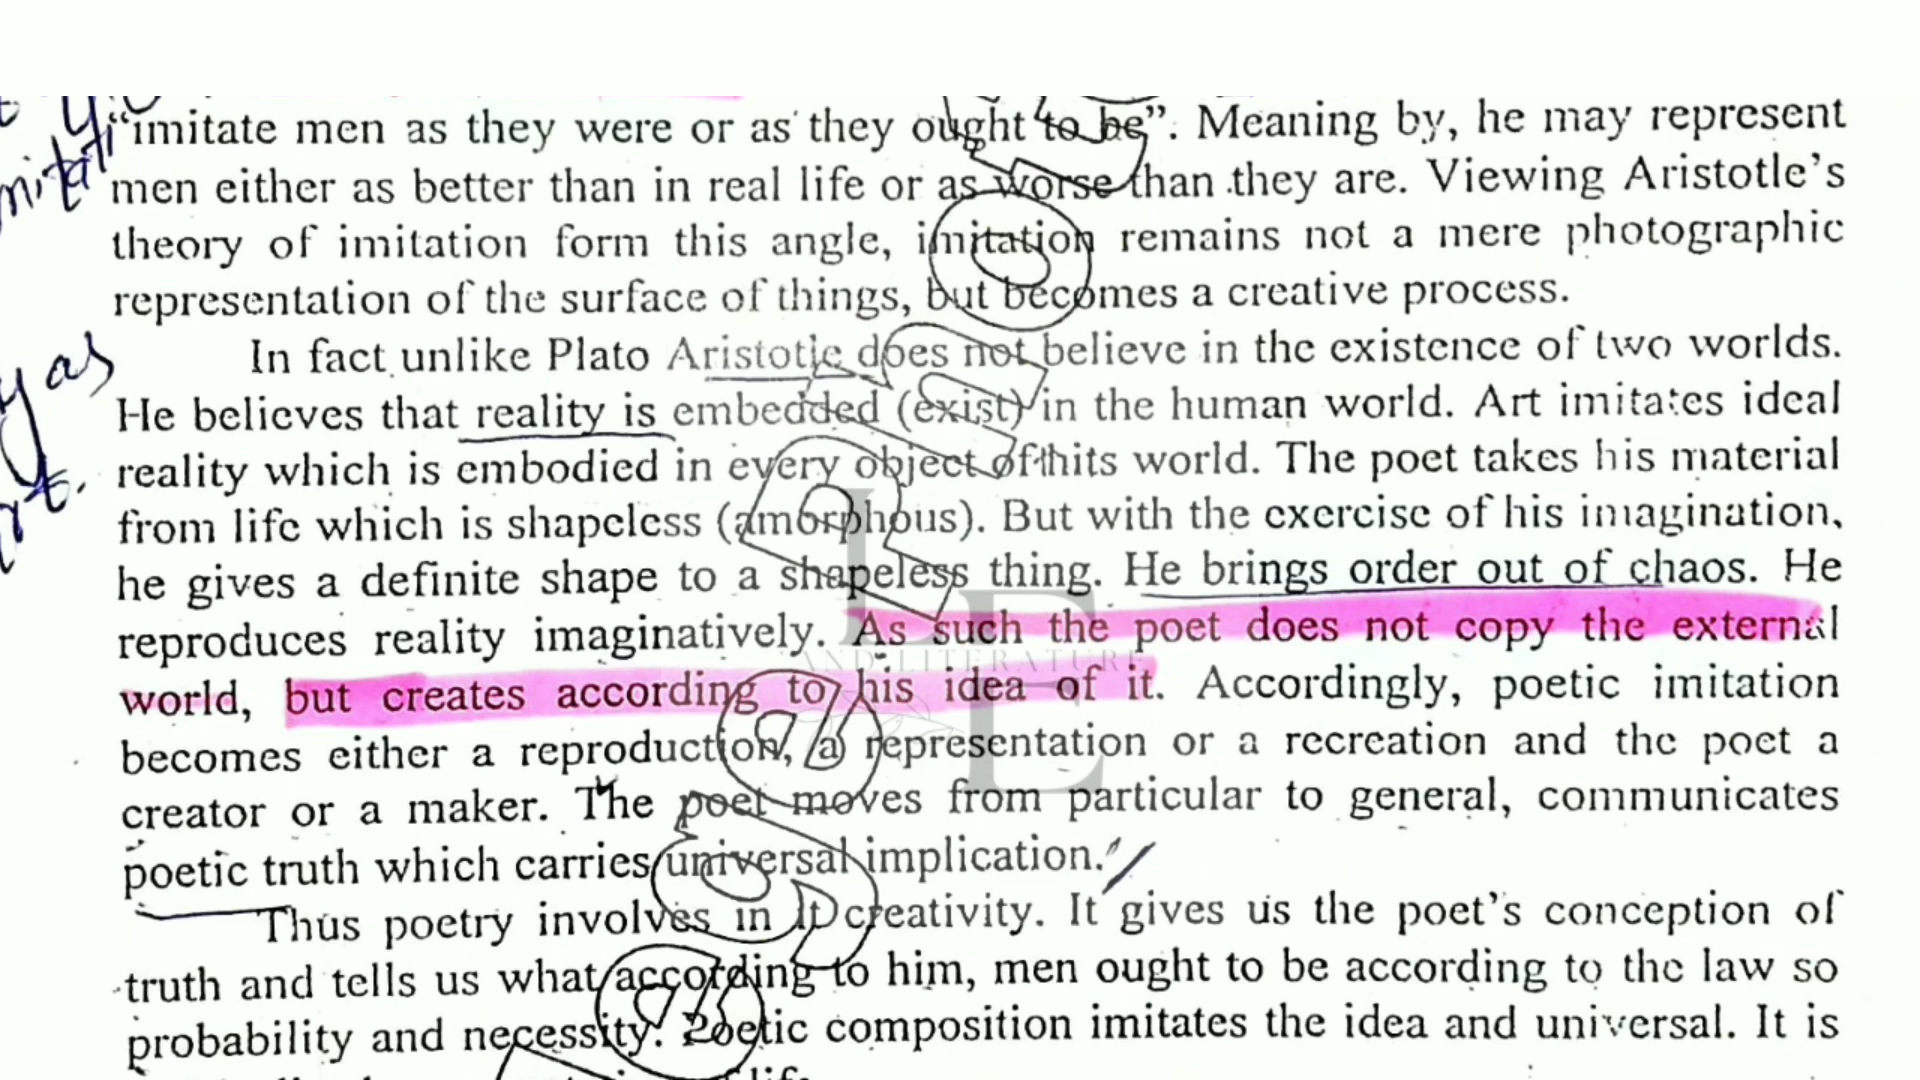 “imitate men as they were or as they ought to be”. Meaning by, he may represent
men either as better than in real life or as worse than they are. Viewing Aristotle’s
theory of imitation form this angle, imitation remains not a mere photographic
representation of the surface of things, but becomes a creative process.
In fact unlike Plato Aristotle does not believe in the existence of two worlds.
yas
He believes that reality is embedded (exist) in the human world. Art imitates ideal
reality which is embodied in every object of thits world. The poet takes his material
from life which is shapeless (amorphous). But with the exercise of his imagination,
he gives a definite shape to a shapeless thing. He brings order out of chaos. He
reproduces reality imaginatively. As such the poet does not copy the external
AND LITERATURE
world, but creates according to his idea of it. Accordingly, poetic imitation
becomes either a reproduction, a representation or a recreation and the poet a
creator or a maker. The poet moves from particular to general, communicates
poetic truth which carries universal implication.
Thus poetry involves in it creativity. It gives us the poet’s conception of
truth and tells us what according to him, men ought to be according to the law so
probability and necessity. Poetic composition imitates the idea and universal. It is
life